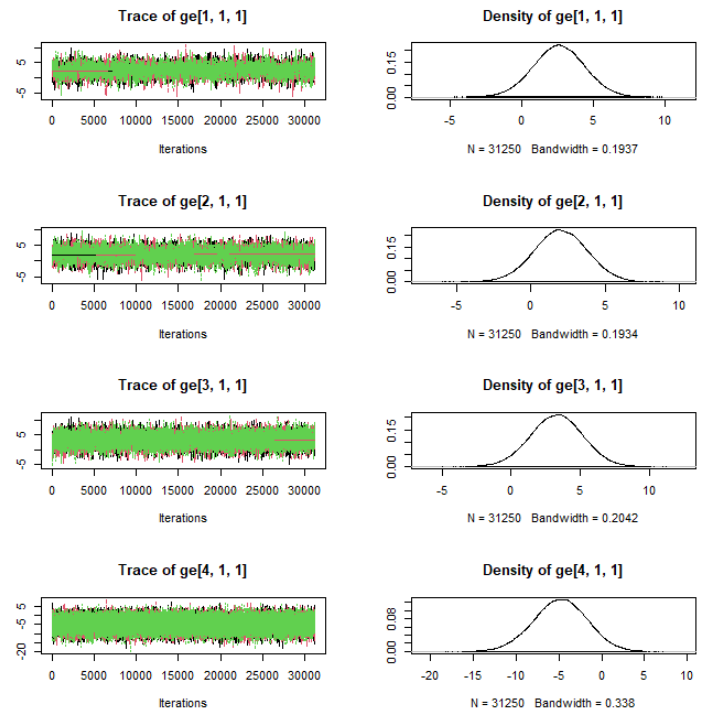 Trace of ge[1, 1, 1]
Density of ge[1, 1, 1]
5
-5
0 5000 10000 15000 20000 25000 30000
Iterations
0.15
0.00
-5 0 5 10
N = 31250 Bandwidth = 0.1937
Trace of ge[2, 1, 1]
Density of ge[2, 1, 1]
5
-5
0 5000 10000 15000 20000 25000 30000
Iterations
0.15
0.00
-5 0 5 10
N = 31250 Bandwidth = 0.1934
Trace of ge[3, 1, 1]
Density of ge[3, 1, 1]
5
-5
0 5000 10000 15000 20000 25000 30000
Iterations
0.15
0.00
-5 0 5 10
N = 31250 Bandwidth = 0.2042
Trace of ge[4, 1, 1]
Density of ge[4, 1, 1]
5
-5
-20
0 5000 10000 15000 20000 25000 30000
Iterations
0.08
0.00
-20 -15 -10 -5 0 5 10
N = 31250 Bandwidth = 0.338